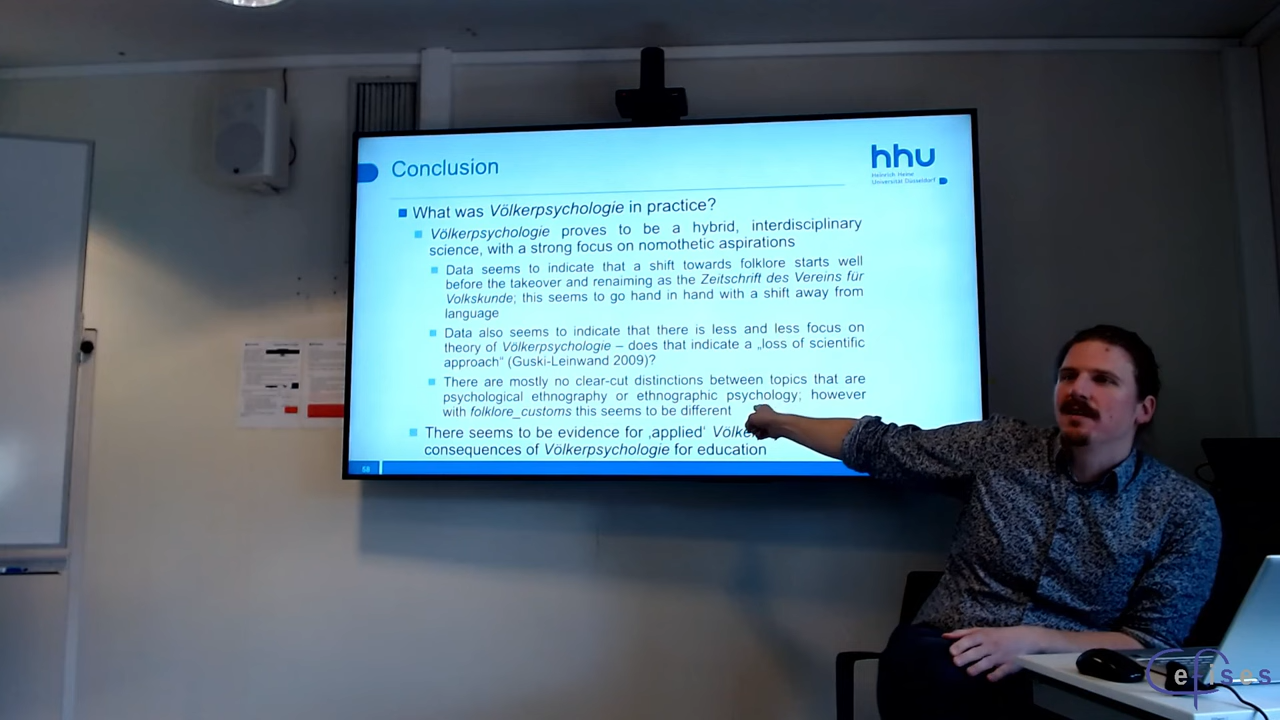 Conclusion
hhu
Heinrich Heine
Universität Düsseldorf
What was Völkerpsychologie in practice?
Völkerpsychologie proves to be a hybrid, interdisciplinary
science, with a strong focus on nomothetic aspirations
Data seems to indicate that a shift towards folklore starts well
before the takeover and renaiming as the Zeitschrift des Vereins für
Volkskunde; this seems to go hand in hand with a shift away from
language
Data also seems to indicate that there is less and less focus on
theory of Völkerpsychologie – does that indicate a „loss of scientific
approach“ (Guski-Leinwand 2009)?
There are mostly no clear-cut distinctions between topics that are
psychological ethnography or ethnographic psychology; however
with folklore_customs this seems to be different
There seems to be evidence for ‚applied‘
consequences of Völkerpsychologie for education
58
Cefises